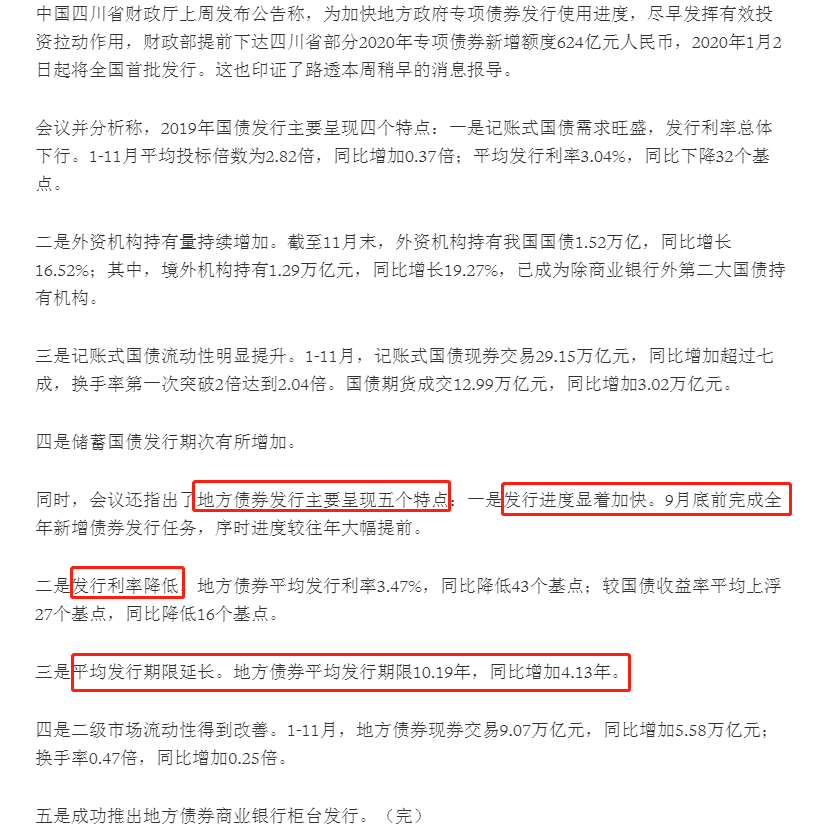 中国四川省财政厅上周发布公告称，为加快地方政府专项债券发行使用进度，尽早发挥有效投
资拉动作用，财政部提前下达四川省部分2020年专项债券新增额度624亿元人民币，2020年1月2
日起将全国首批发行。这也印证了路透本周稍早的消息报导。
会议并分析称，2019年国债发行主要呈现四个特点：一是记账式国债需求旺盛，发行利率总体
下行。1-11月平均投标倍数为2.82倍，同比增加0.37倍；平均发行利率3.04%，同比下降32个基
点。
二是外资机构持有量持续增加。截至11月末，外资机构持有我国国债1.52万亿，同比增长
16.52%；其中，境外机构持有1.29万亿元，同比增长19.27%，已成为除商业银行外第二大国债持
有机构。
三是记账式国债流动性明显提升。1-11月，记账式国债现券交易29.15万亿元，同比增加超过七
成，换手率第一次突破2倍达到2.04倍。国债期货成交12.99万亿元，同比增加3.02万亿元。
四是储蓄国债发行期次有所增加。
同时，会议还指出了地方债券发行主要呈现五个特点：一是发行进度显着加快。9月底前完成全
年新增债券发行任务，序时进度较往年大幅提前。
二是发行利率降低 地方债券平均发行利率3.47%，同比降低43个基点；较国债收益率平均上浮
27个基点，同比降低16个基点。
三是平均发行期限延长。地方债券平均发行期限10.19年，同比增加4.13年。
四是二级市场流动性得到改善。1-11月，地方债券现券交易9.07万亿元，同比增加5.58万亿元；
换手率0.47倍，同比增加0.25倍。
五是成功推出地方债券商业银行柜台发行。（完）